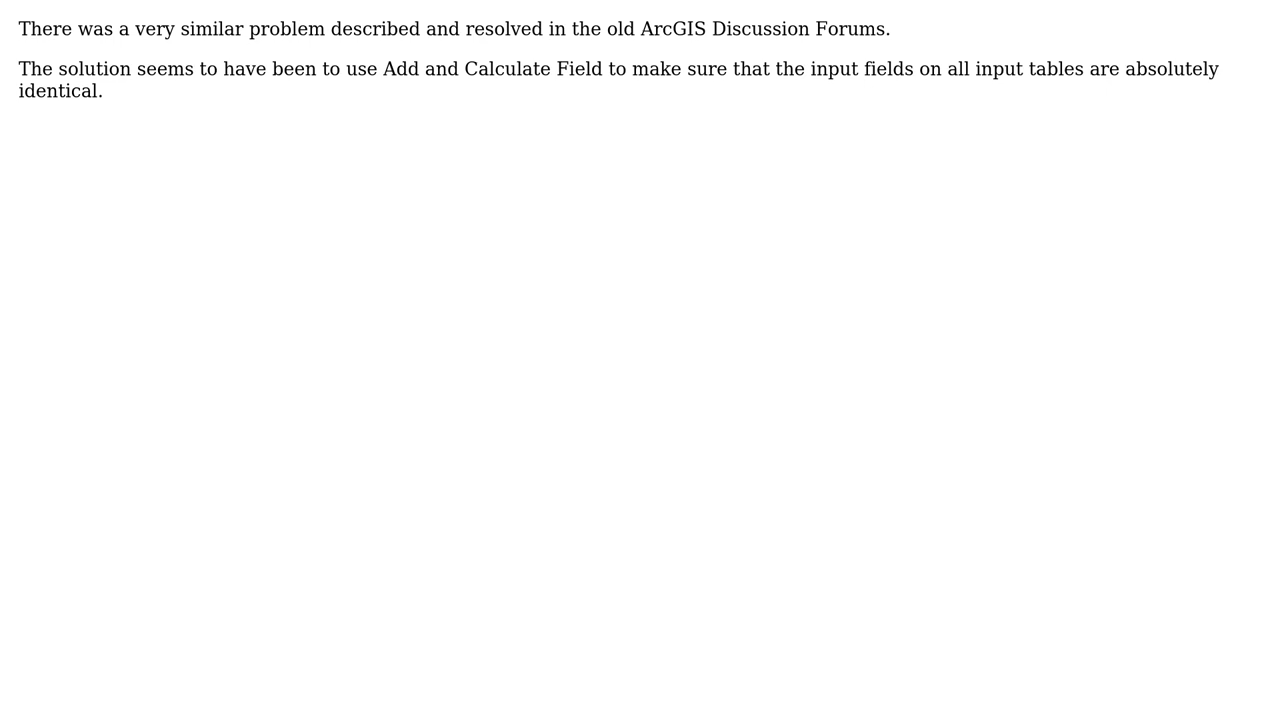 There was a very similar problem described and resolved in the old ArcGIS Discussion Forums.
The solution seems to have been to use Add and Calculate Field to make sure that the input fields on all input tables are absolutely
identical.